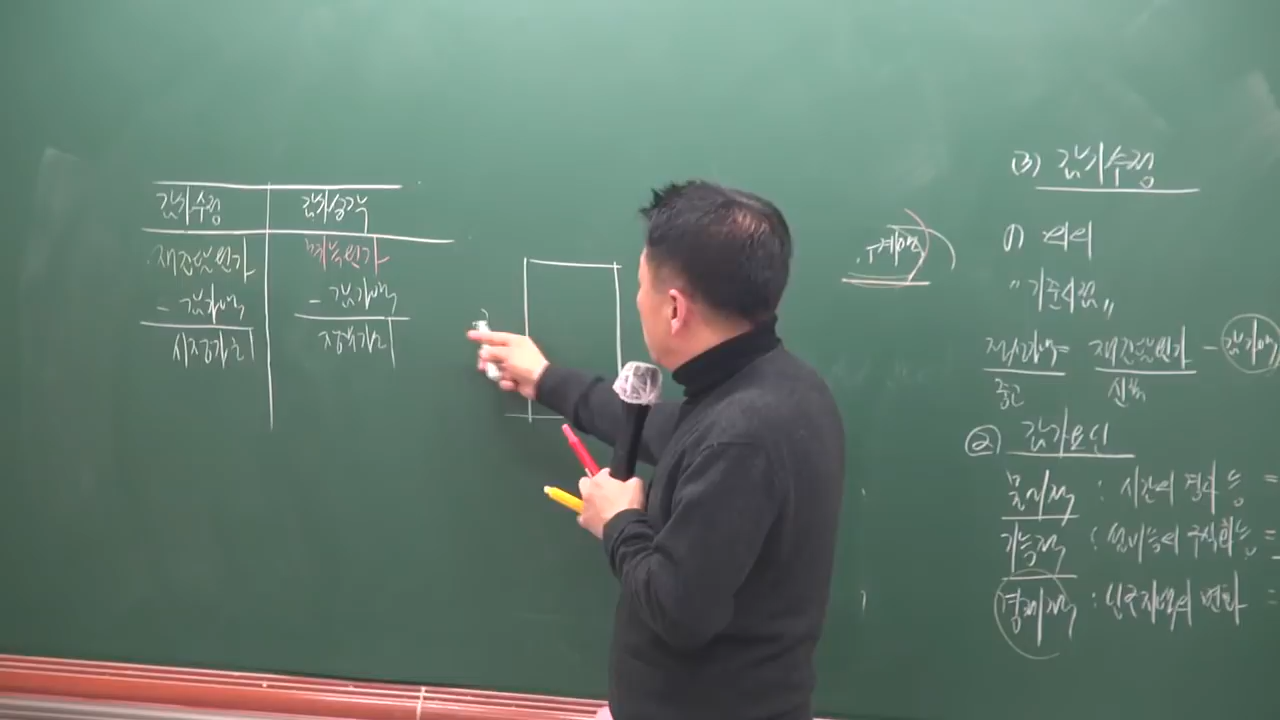 감가수정 감가상각
재조달원가 취득원가
- 감가액 - 감가액
시장가치 장부가치
(3) 감가수정
① 의의
"기준시점"
적산가액 = 재조달원가 - 감가액
중고 신축
② 감가요인
물리적 : 시간의 경과 등 =
기능적 : 설비 등의 구식화 등 =
경제적 : 인근지역의 변화 =